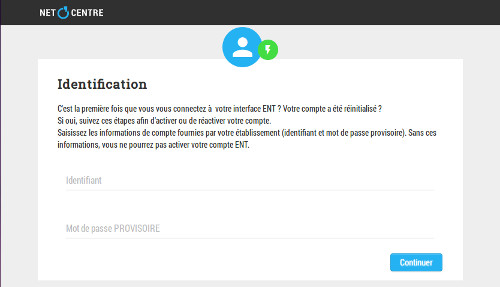 NET CENTRE
Identification
C'est la première fois que vous vous connectez à votre interface ENT ? Votre compte a été réinitialisé ?
Si oui, suivez ces étapes afin d'activer ou de réactiver votre compte.
Saisissez les informations de compte fournies par votre établissement (identifiant et mot de passe provisoire). Sans ces
informations, vous ne pourrez pas activer votre compte ENT.
Identifiant
Mot de passe PROVISOIRE
Continuer